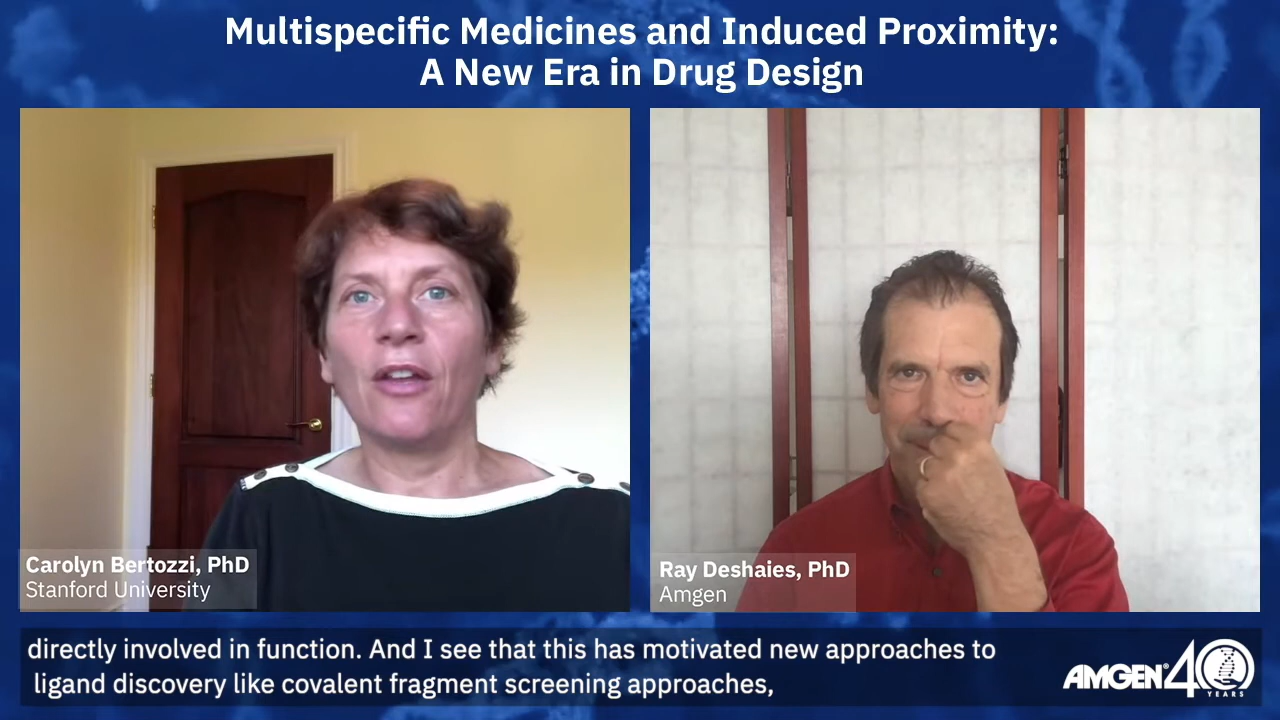 Multispecific Medicines and Induced Proximity:
A New Era in Drug Design
Carolyn Bertozzi, PhD
Stanford University
Ray Deshaies, PhD
Amgen
directly involved in function. And I see that this has motivated new approaches to
ligand discovery like covalent fragment screening approaches,
AMGEN® 40
YEARS